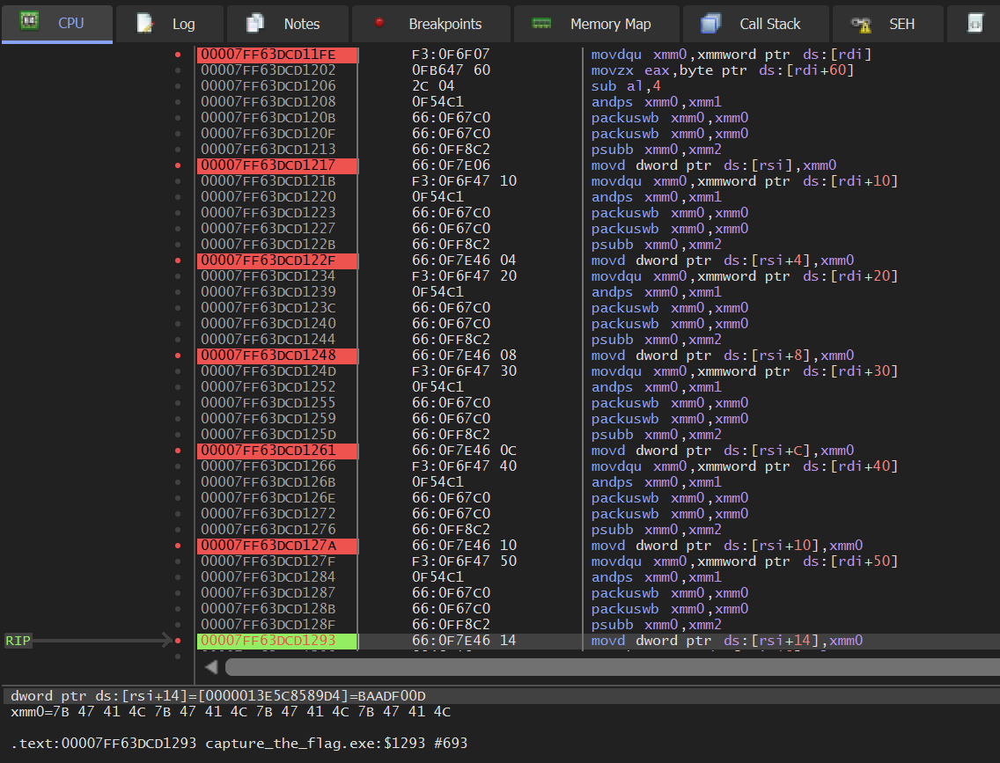 CPU Log Notes Breakpoints Memory Map Call Stack SEH
00007FF63DCD11FE F3:0F6F07 movdqu xmm0,xmmword ptr ds:[rdi]
00007FF63DCD1202 0FB647 60 movzx eax,byte ptr ds:[rdi+60]
00007FF63DCD1206 2C 04 sub al,4
00007FF63DCD1208 0F54C1 andps xmm0,xmm1
00007FF63DCD120B 66:0F67C0 packuswb xmm0,xmm0
00007FF63DCD120F 66:0F67C0 packuswb xmm0,xmm0
00007FF63DCD1213 66:0FF8C2 psubb xmm0,xmm2
00007FF63DCD1217 66:0F7E06 movd dword ptr ds:[rsi],xmm0
00007FF63DCD121B F3:0F6F47 10 movdqu xmm0,xmmword ptr ds:[rdi+10]
00007FF63DCD1220 0F54C1 andps xmm0,xmm1
00007FF63DCD1223 66:0F67C0 packuswb xmm0,xmm0
00007FF63DCD1227 66:0F67C0 packuswb xmm0,xmm0
00007FF63DCD122B 66:0FF8C2 psubb xmm0,xmm2
00007FF63DCD122F 66:0F7E46 04 movd dword ptr ds:[rsi+4],xmm0
00007FF63DCD1234 F3:0F6F47 20 movdqu xmm0,xmmword ptr ds:[rdi+20]
00007FF63DCD1239 0F54C1 andps xmm0,xmm1
00007FF63DCD123C 66:0F67C0 packuswb xmm0,xmm0
00007FF63DCD1240 66:0F67C0 packuswb xmm0,xmm0
00007FF63DCD1244 66:0FF8C2 psubb xmm0,xmm2
00007FF63DCD1248 66:0F7E46 08 movd dword ptr ds:[rsi+8],xmm0
00007FF63DCD124D F3:0F6F47 30 movdqu xmm0,xmmword ptr ds:[rdi+30]
00007FF63DCD1252 0F54C1 andps xmm0,xmm1
00007FF63DCD1255 66:0F67C0 packuswb xmm0,xmm0
00007FF63DCD1259 66:0F67C0 packuswb xmm0,xmm0
00007FF63DCD125D 66:0FF8C2 psubb xmm0,xmm2
00007FF63DCD1261 66:0F7E46 0C movd dword ptr ds:[rsi+C],xmm0
00007FF63DCD1266 F3:0F6F47 40 movdqu xmm0,xmmword ptr ds:[rdi+40]
00007FF63DCD126B 0F54C1 andps xmm0,xmm1
00007FF63DCD126E 66:0F67C0 packuswb xmm0,xmm0
00007FF63DCD1272 66:0F67C0 packuswb xmm0,xmm0
00007FF63DCD1276 66:0FF8C2 psubb xmm0,xmm2
00007FF63DCD127A 66:0F7E46 10 movd dword ptr ds:[rsi+10],xmm0
00007FF63DCD127F F3:0F6F47 50 movdqu xmm0,xmmword ptr ds:[rdi+50]
00007FF63DCD1284 0F54C1 andps xmm0,xmm1
00007FF63DCD1287 66:0F67C0 packuswb xmm0,xmm0
00007FF63DCD128B 66:0F67C0 packuswb xmm0,xmm0
00007FF63DCD128F 66:0FF8C2 psubb xmm0,xmm2
RIP 00007FF63DCD1293 66:0F7E46 14 movd dword ptr ds:[rsi+14],xmm0
dword ptr ds:[rsi+14]=[0000013E5C8589D4]=BAADF00D
xmm0=7B 47 41 4C 7B 47 41 4C 7B 47 41 4C 7B 47 41 4C
.text:00007FF63DCD1293 capture_the_flag.exe:$1293 #693